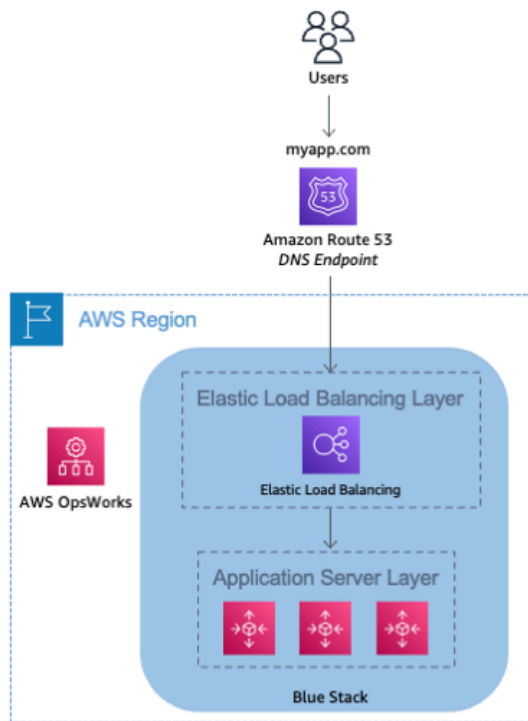 Users
myapp.com
53
Amazon Route 53
DNS Endpoint
AWS Region
Elastic Load Balancing Layer
Elastic Load Balancing
AWS OpsWorks
Application Server Layer
Blue Stack